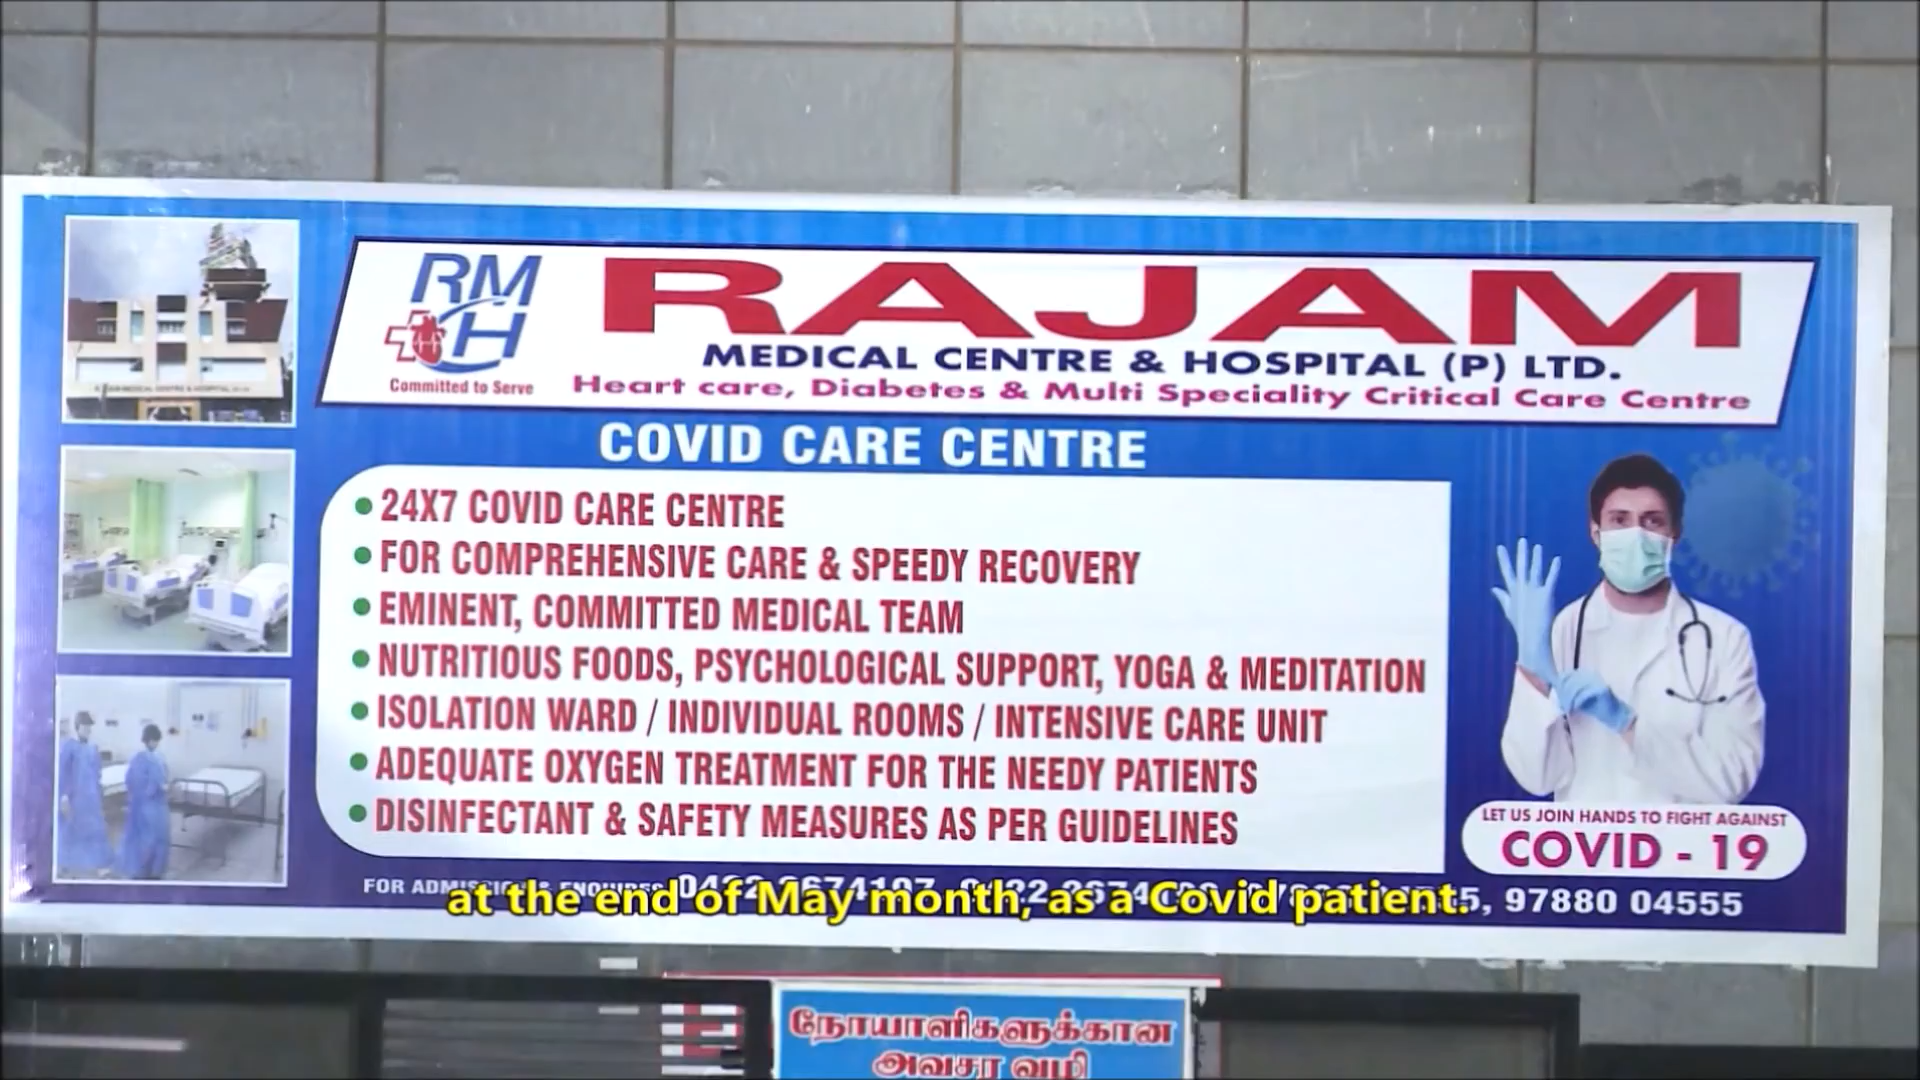 RMH
Committed to Serve
RAJAM
MEDICAL CENTRE & HOSPITAL (P) LTD.
Heart care, Diabetes & Multi Speciality Critical Care Centre
COVID CARE CENTRE
• 24X7 COVID CARE CENTRE
• FOR COMPREHENSIVE CARE & SPEEDY RECOVERY
• EMINENT, COMMITTED MEDICAL TEAM
• NUTRITIOUS FOODS, PSYCHOLOGICAL SUPPORT, YOGA & MEDITATION
• ISOLATION WARD / INDIVIDUAL ROOMS / INTENSIVE CARE UNIT
• ADEQUATE OXYGEN TREATMENT FOR THE NEEDY PATIENTS
• DISINFECTANT & SAFETY MEASURES AS PER GUIDELINES
LET US JOIN HANDS TO FIGHT AGAINST
COVID - 19
FOR 97880 04555
at the end of May month, as a Covid patient.
நோயாளிகளுக்கான
அவசர வழி